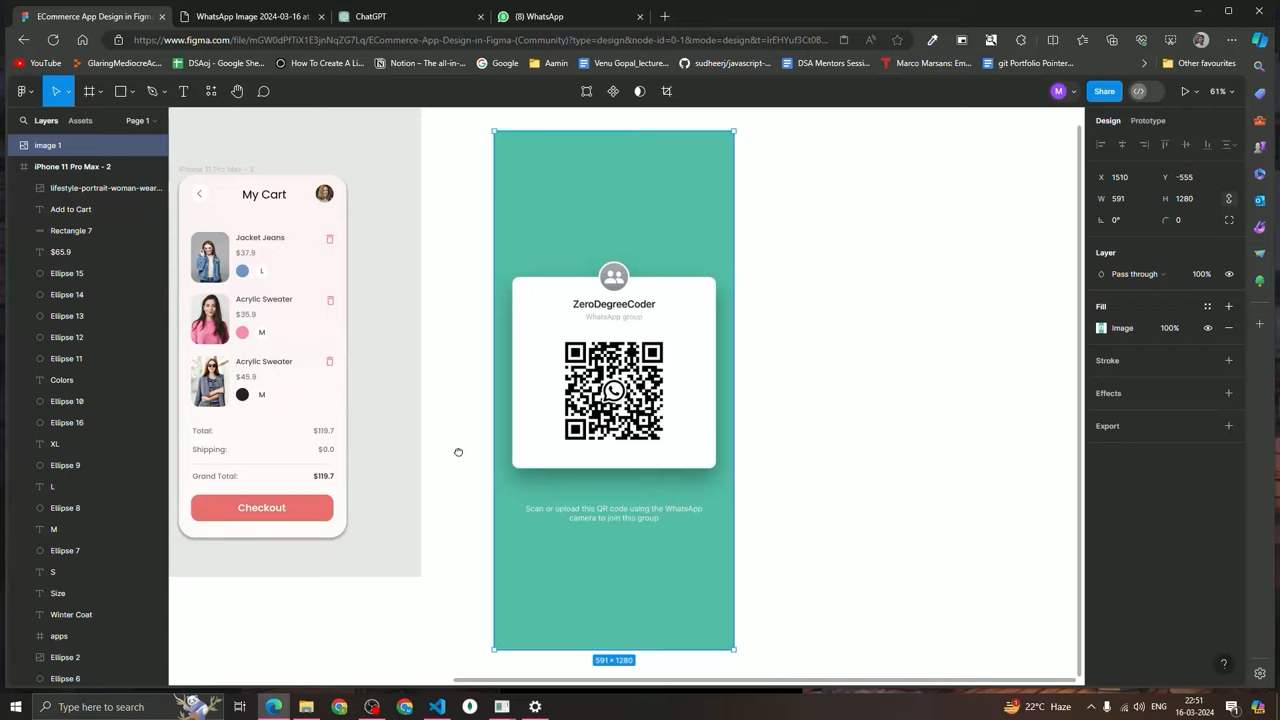 ECommerce App Design in Figm
WhatsApp Image 2024-03-16 at
ChatGPT
(8) WhatsApp
https://www.figma.com/file/mGW0dPfTiX1E3jnNqZG7Lq/ECommerce-App-Design-in-Figma-(Community)?type=design&node-id=0-1&mode=design&t=IrEHYuf3Ct0B...
YouTube
GlaringMediocreAc...
DSAoj - Google She...
How To Create A Li...
Notion – The all-in-...
Google
Aamin
Venu Gopal_lecture...
sudheerj/javascript-...
DSA Mentors Sessi...
Marco Marsans: Em...
git Portfolio Pointer...
Other favourites
M
Share
61%
Layers
Assets
Page 1
Design
Prototype
image 1
iPhone 11 Pro Max - 2
lifestyle-portrait-woman-wear...
Add to Cart
Rectangle 7
$65.9
Ellipse 15
Ellipse 14
Ellipse 13
Ellipse 12
Ellipse 11
Colors
Ellipse 10
Ellipse 16
XL
Ellipse 9
L
Ellipse 8
M
Ellipse 7
S
Size
Winter Coat
apps
Ellipse 2
Ellipse 6
iPhone 11 Pro Max - 3
My Cart
Jacket Jeans
$37.9
L
Acrylic Sweater
$35.9
M
Acrylic Sweater
$45.9
M
Total: $119.7
Shipping: $0.0
Grand Total: $119.7
Checkout
ZeroDegreeCoder
WhatsApp group
Scan or upload this QR code using the WhatsApp
camera to join this group
591 × 1280
X 1510 Y -555
W 591 H 1280
0° 0
Layer
Pass through 100%
Fill
Image 100%
Stroke
Effects
Export
?
Type here to search
22°C Haze
ENG
22:51
16-03-2024